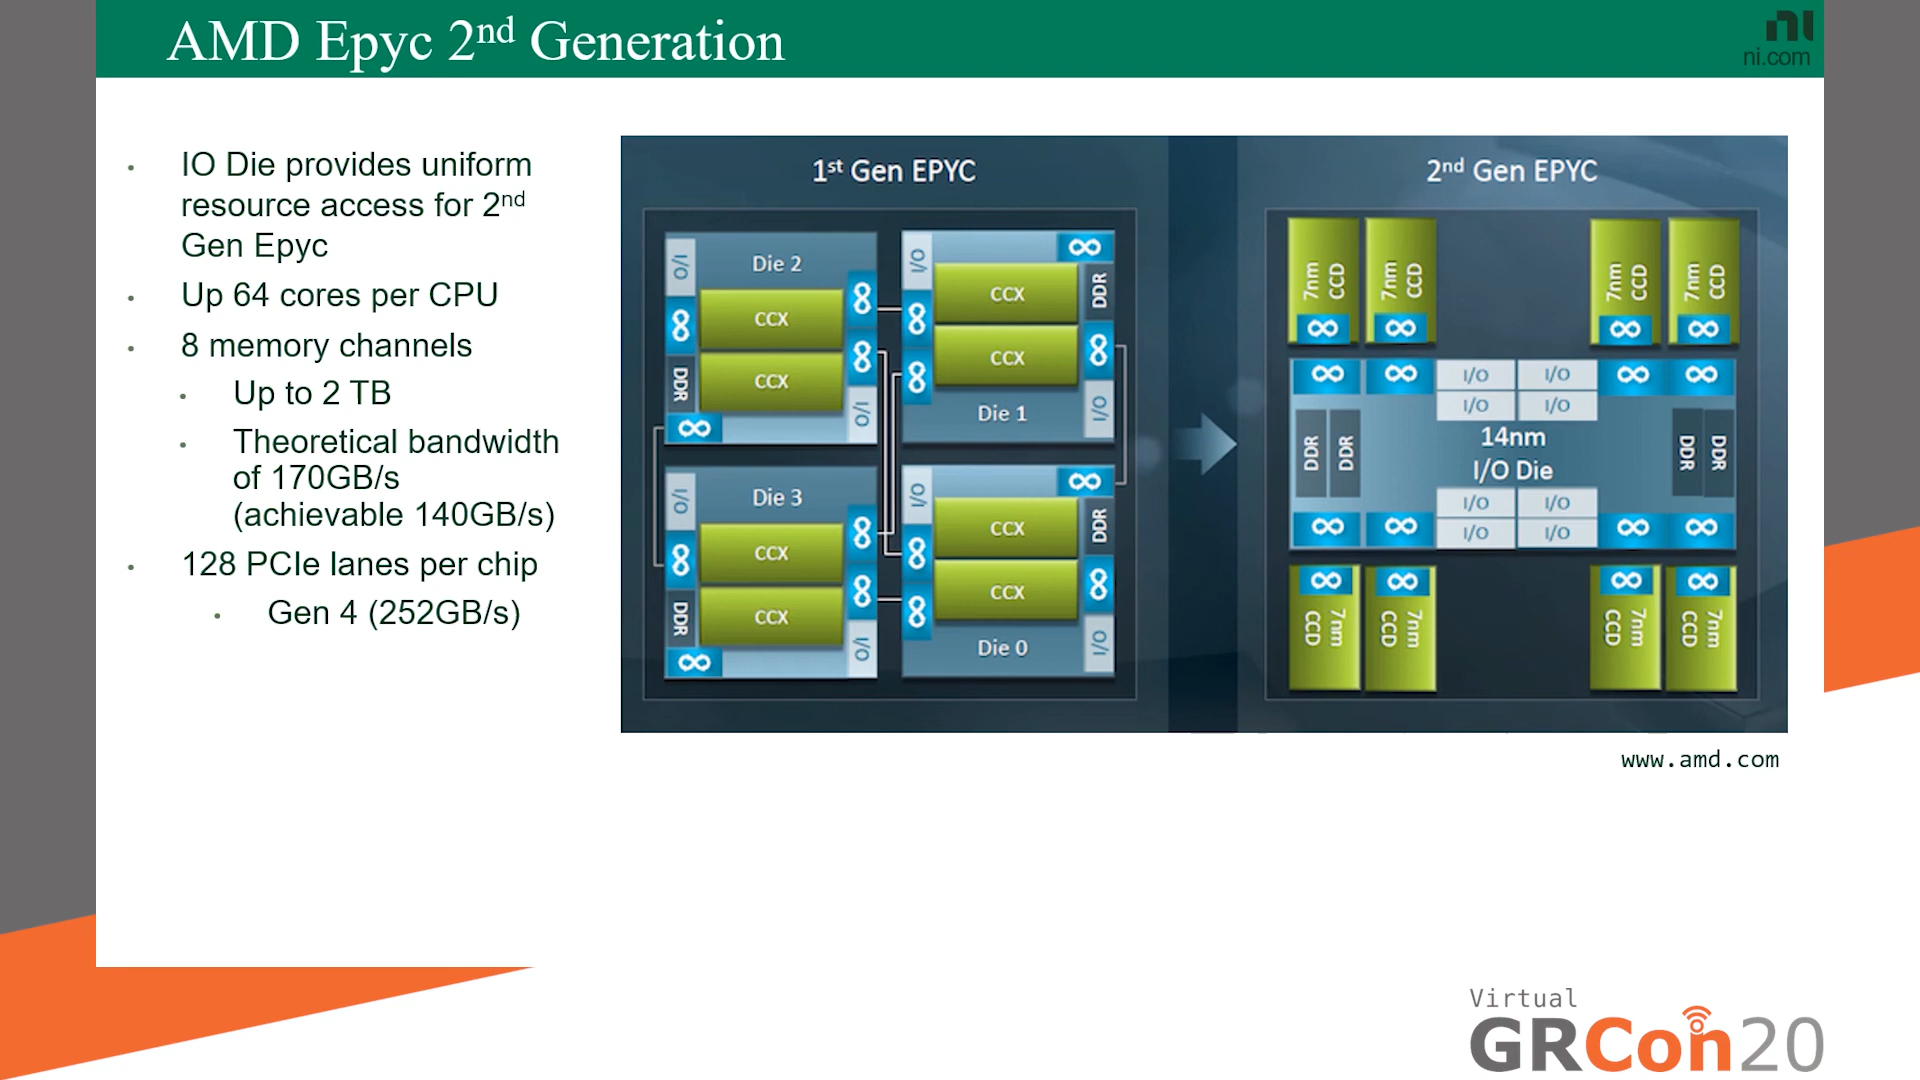 AMD Epyc 2nd Generation
ni
ni.com
IO Die provides uniform
resource access for 2nd
Gen Epyc
Up 64 cores per CPU
8 memory channels
Up to 2 TB
Theoretical bandwidth
of 170GB/s
(achievable 140GB/s)
128 PCIe lanes per chip
Gen 4 (252GB/s)
1st Gen EPYC
I/O
Die 2
CCX
CCX
DDR
I/O
I/O
CCX
DDR
CCX
Die 1
I/O
I/O
Die 3
CCX
CCX
DDR
I/O
I/O
CCX
DDR
CCX
Die 0
I/O
2nd Gen EPYC
7nm CCD
7nm CCD
7nm CCD
7nm CCD
I/O I/O
I/O I/O
DDR DDR
14nm
I/O Die
DDR DDR
I/O I/O
I/O I/O
7nm CCD
7nm CCD
7nm CCD
7nm CCD
www.amd.com
Virtual
GRCon20